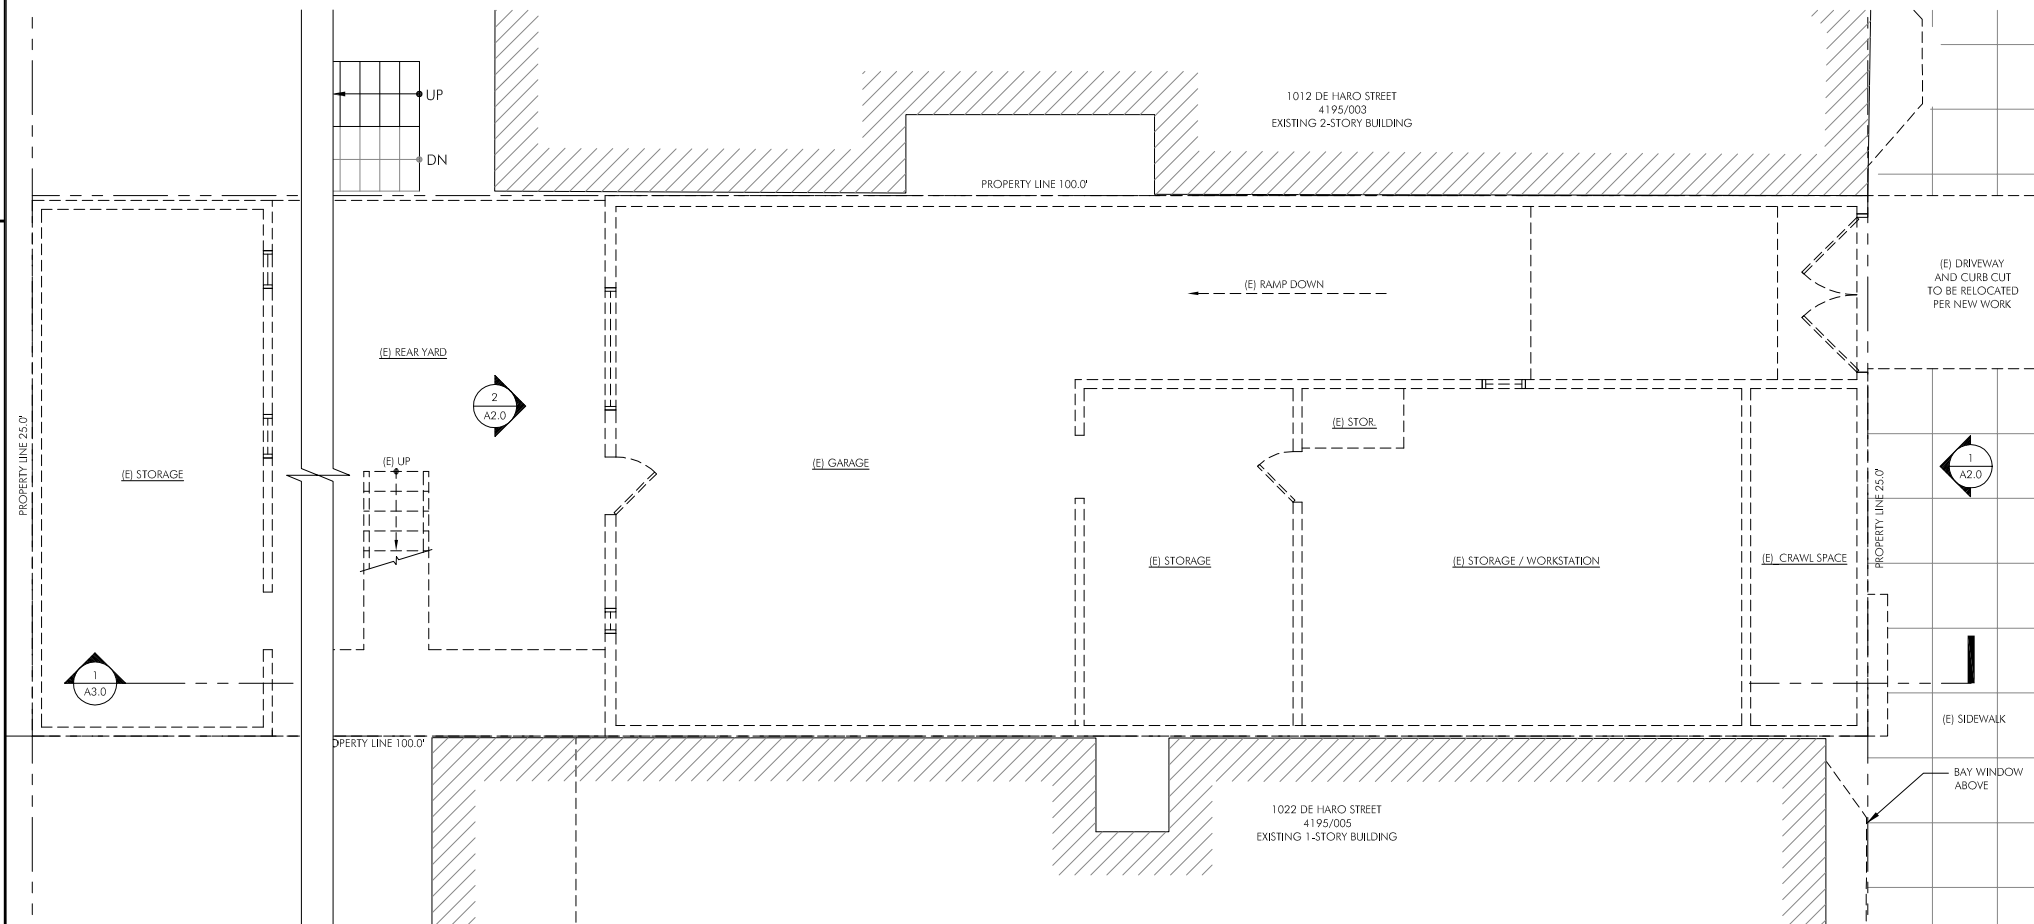 UP
DN
1012 DE HARO STREET
4195/003
EXISTING 2-STORY BUILDING
PROPERTY LINE 100.0'
(E) RAMP DOWN
(E) DRIVEWAY
AND CURB CUT
TO BE RELOCATED
PER NEW WORK
(E) REAR YARD
2
A2.0
PROPERTY LINE 25.0'
(E) STORAGE
(E) UP
(E) GARAGE
(E) STOR.
1
A2.0
PROPERTY LINE 25.0'
(E) STORAGE
(E) STORAGE / WORKSTATION
(E) CRAWL SPACE
1
A3.0
(E) SIDEWALK
OPERTY LINE 100.0'
BAY WINDOW
ABOVE
1022 DE HARO STREET
4195/005
EXISTING 1-STORY BUILDING